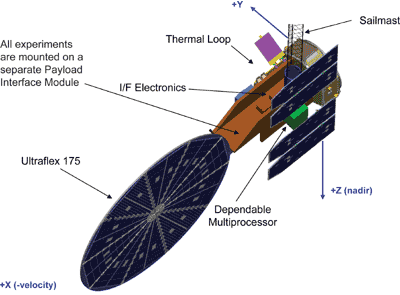 +Y
Sailmast
Thermal Loop
All experiments
are mounted on a
separate Payload
Interface Module
I/F Electronics
Ultraflex 175
+Z (nadir)
Dependable
Multiprocessor
+X (-velocity)